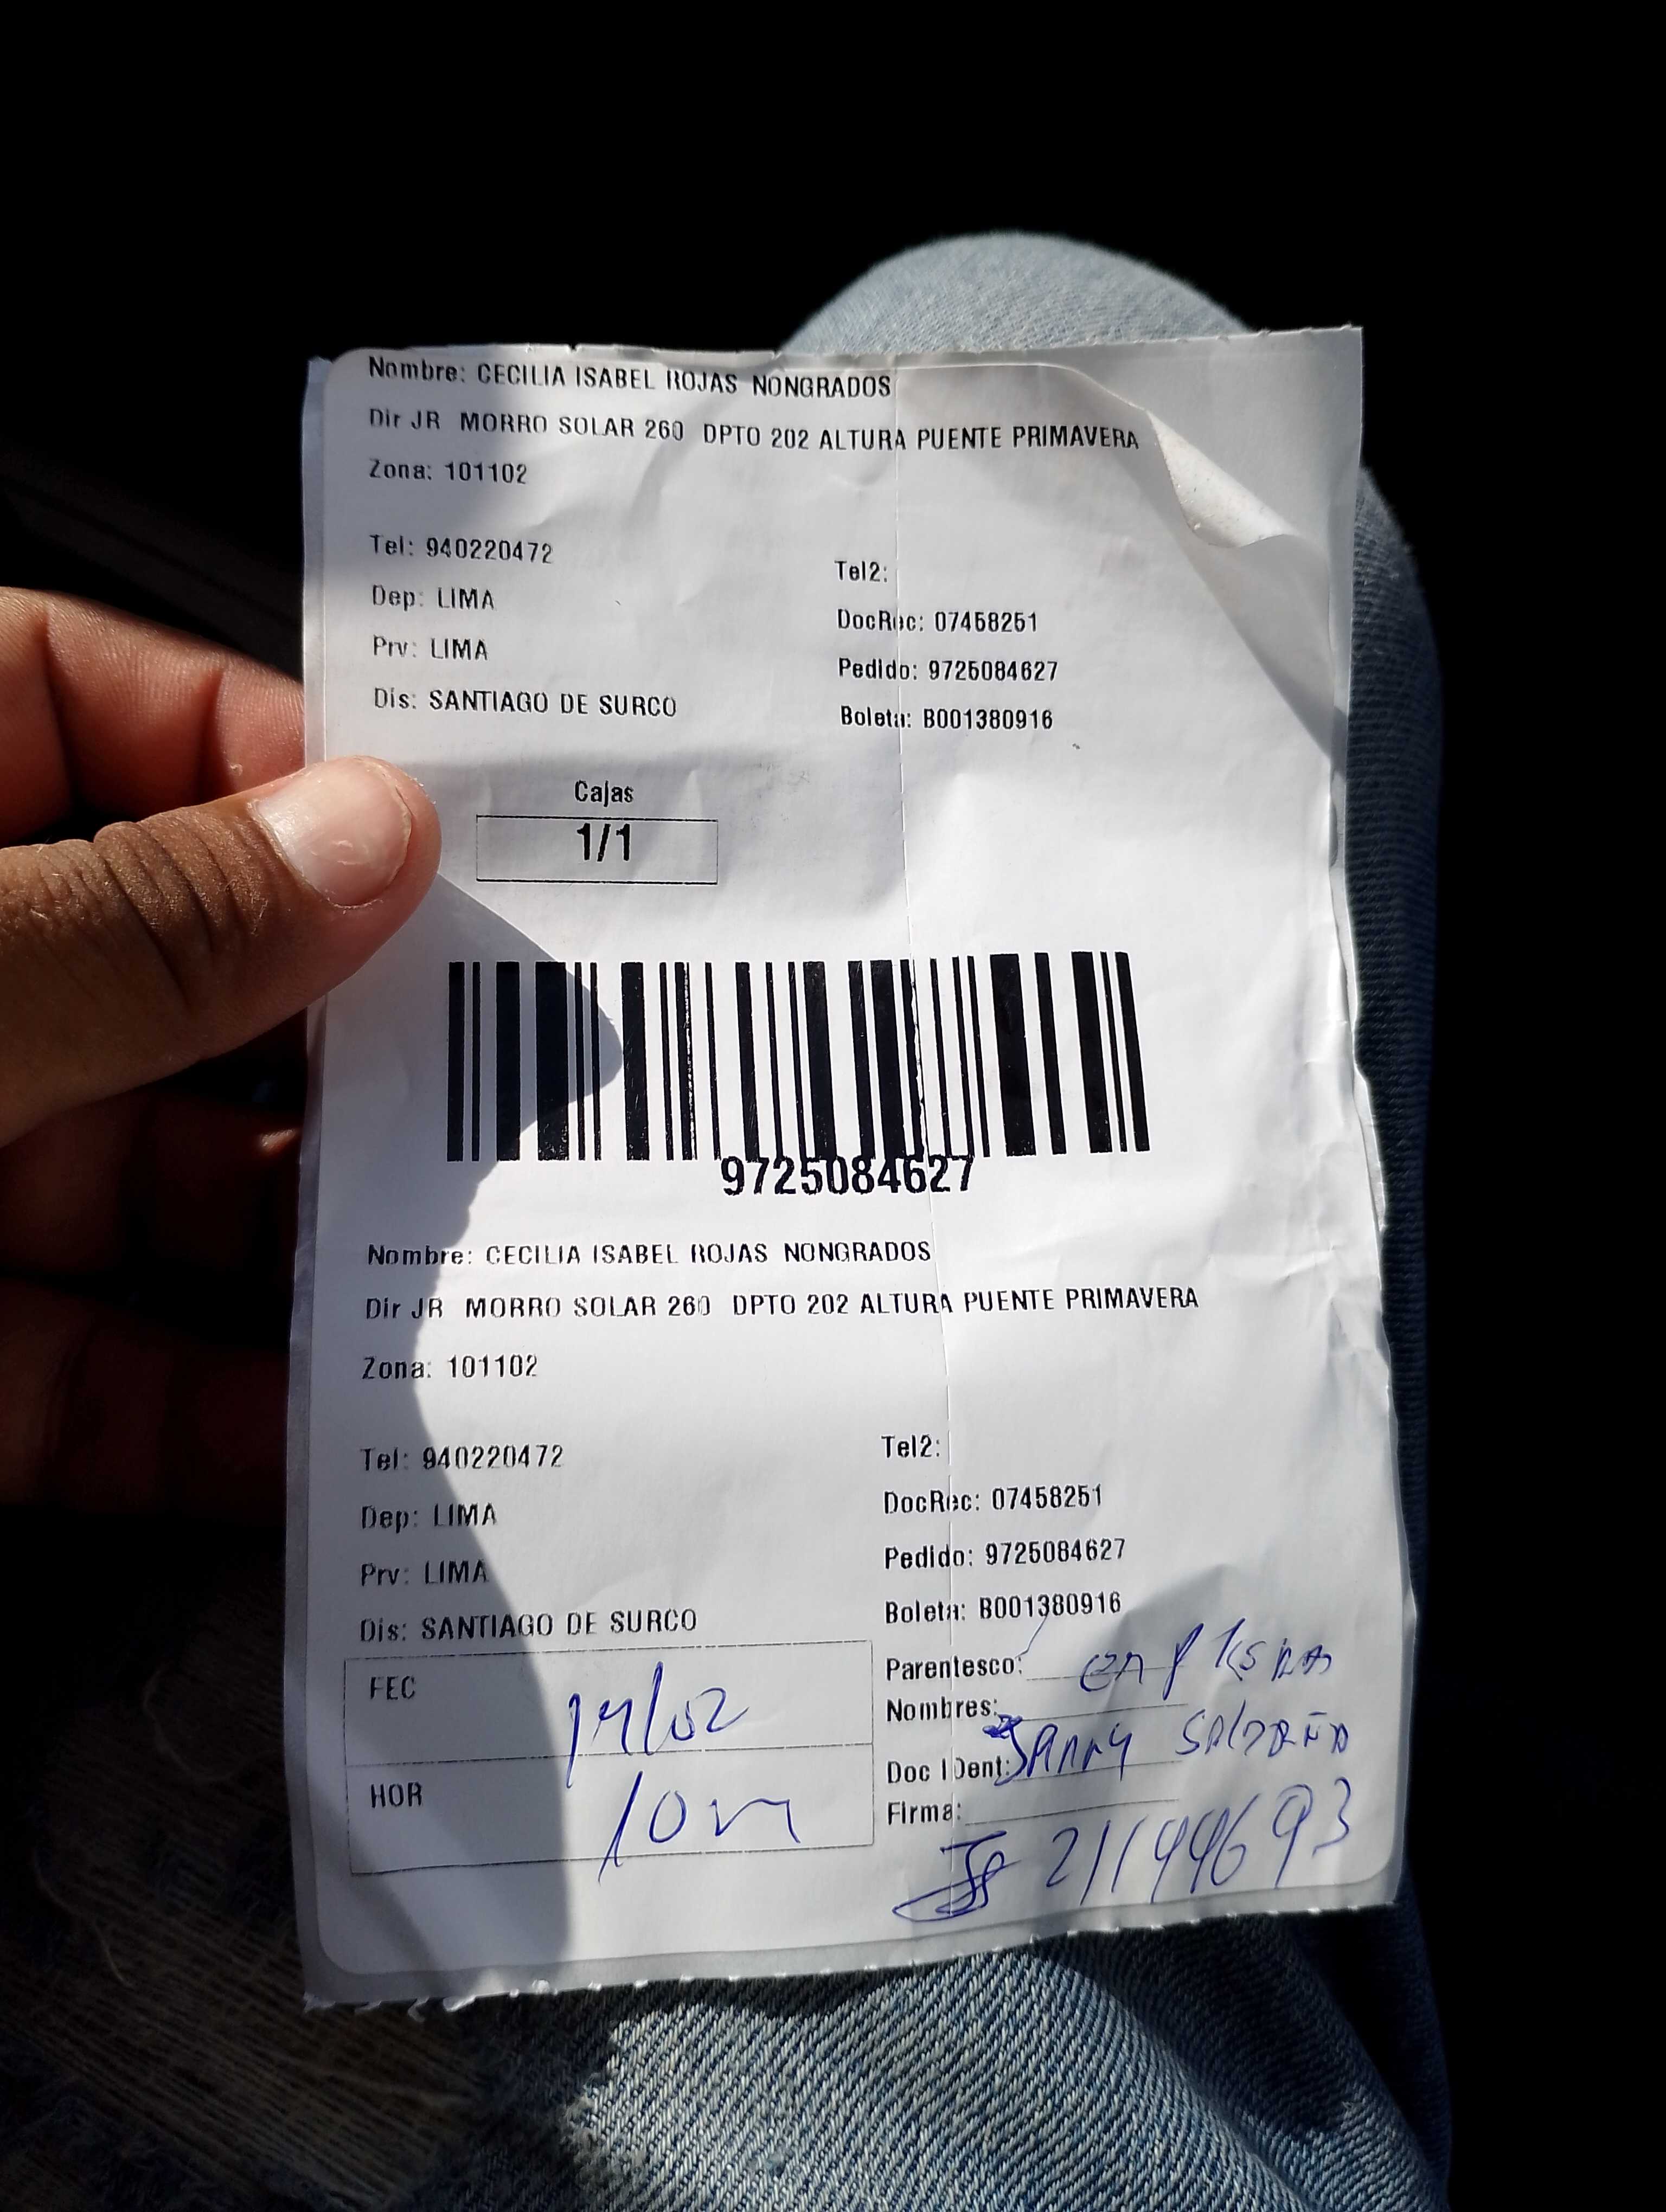 Nombre: CECILIA ISABEL ROJAS NONGRADOS
Dir JR MORRO SOLAR 260 DPTO 202 ALTURA PUENTE PRIMAVERA
Zona: 101102
Tel: 940220472
Tel2:
Dep: LIMA
DocRec: 07458251
Prv: LIMA
Pedido: 9725084627
Dis: SANTIAGO DE SURCO
Boleta: B001380916
Cajas
1/1
9725084627
Nombre: CECILIA ISABEL ROJAS NONGRADOS
Dir JR MORRO SOLAR 260 DPTO 202 ALTURA PUENTE PRIMAVERA
Zona: 101102
Tel: 940220472
Tel2:
Dep: LIMA
DocRec: 07458251
Prv: LIMA
Pedido: 9725084627
Dis: SANTIAGO DE SURCO
Boleta: B001380916
FEC 14/02
HOR
Parentesco:
Nombres:
Doc IDent:
Firma: 21144693